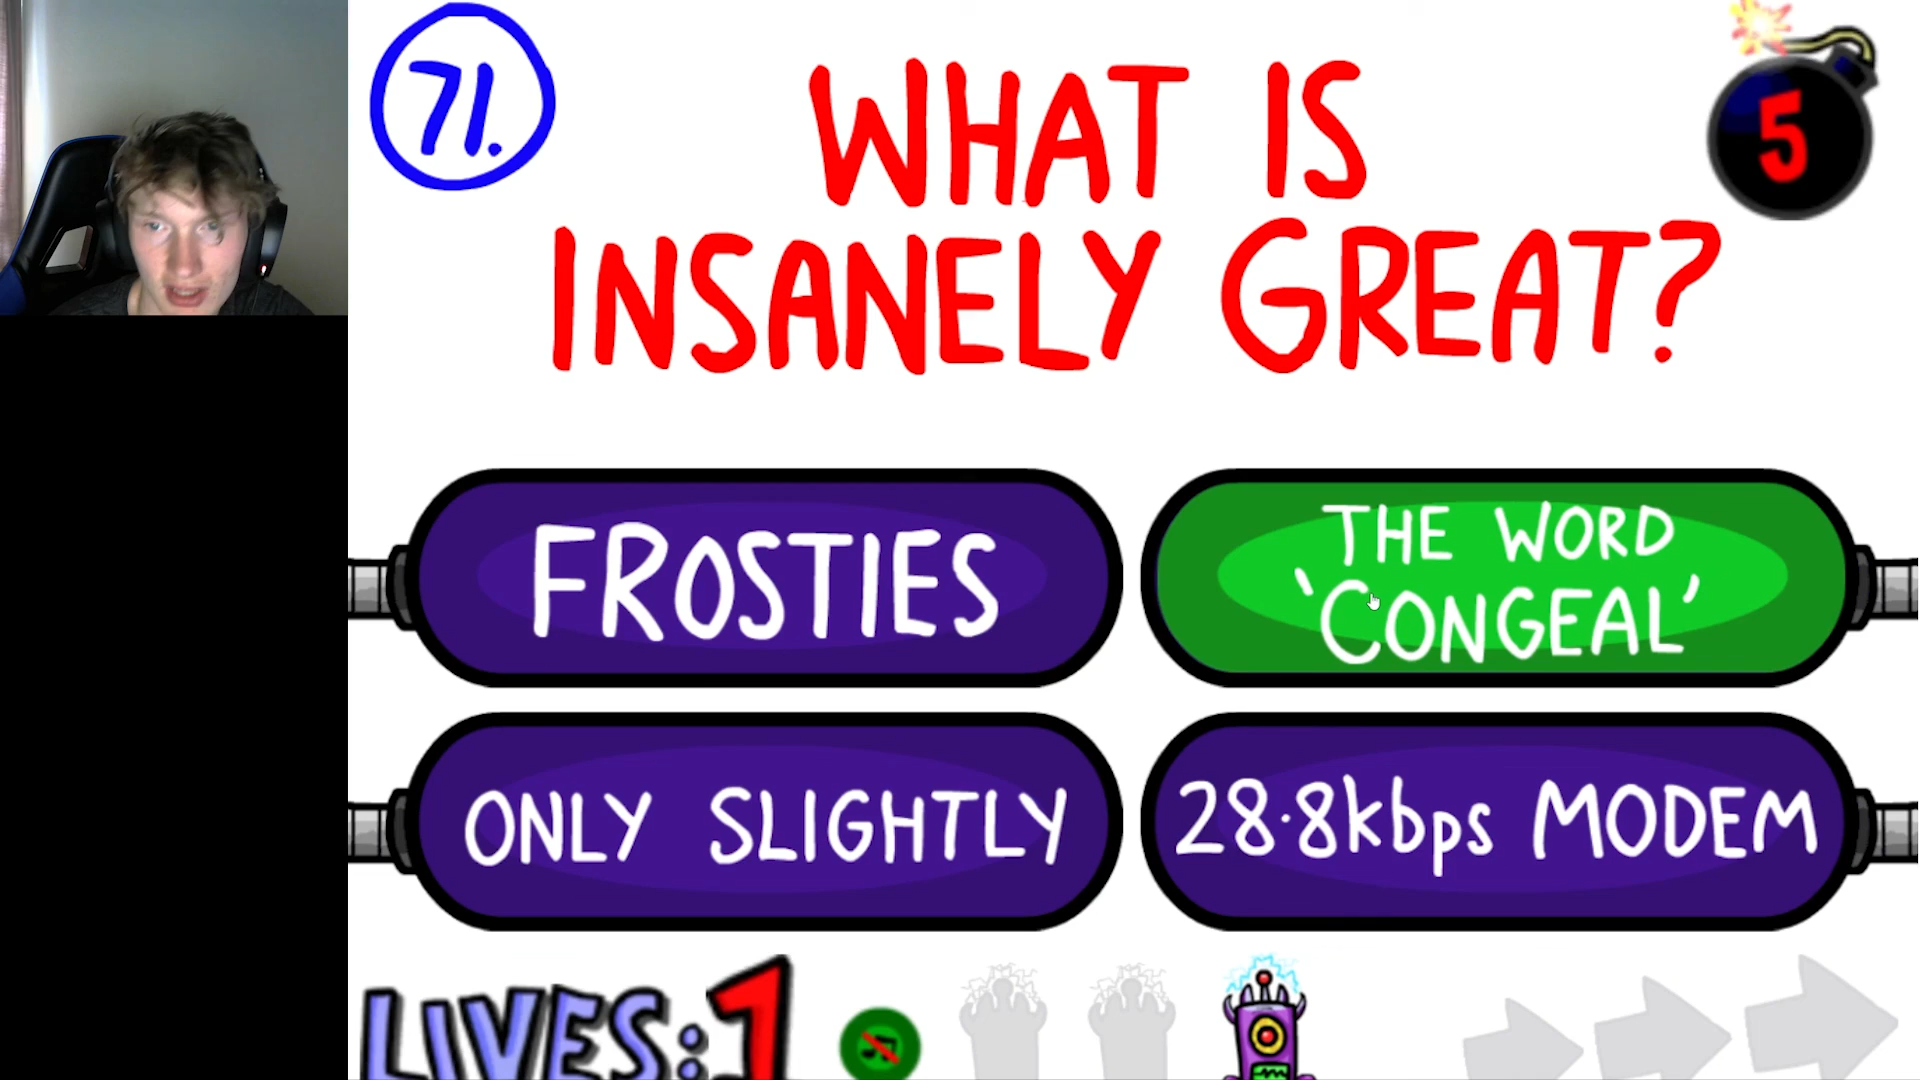 71.
WHAT IS
INSANELY GREAT?
5
FROSTIES
THE WORD
'CONGEAL'
ONLY SLIGHTLY
28.8kbps MODEM
LIVES: 1